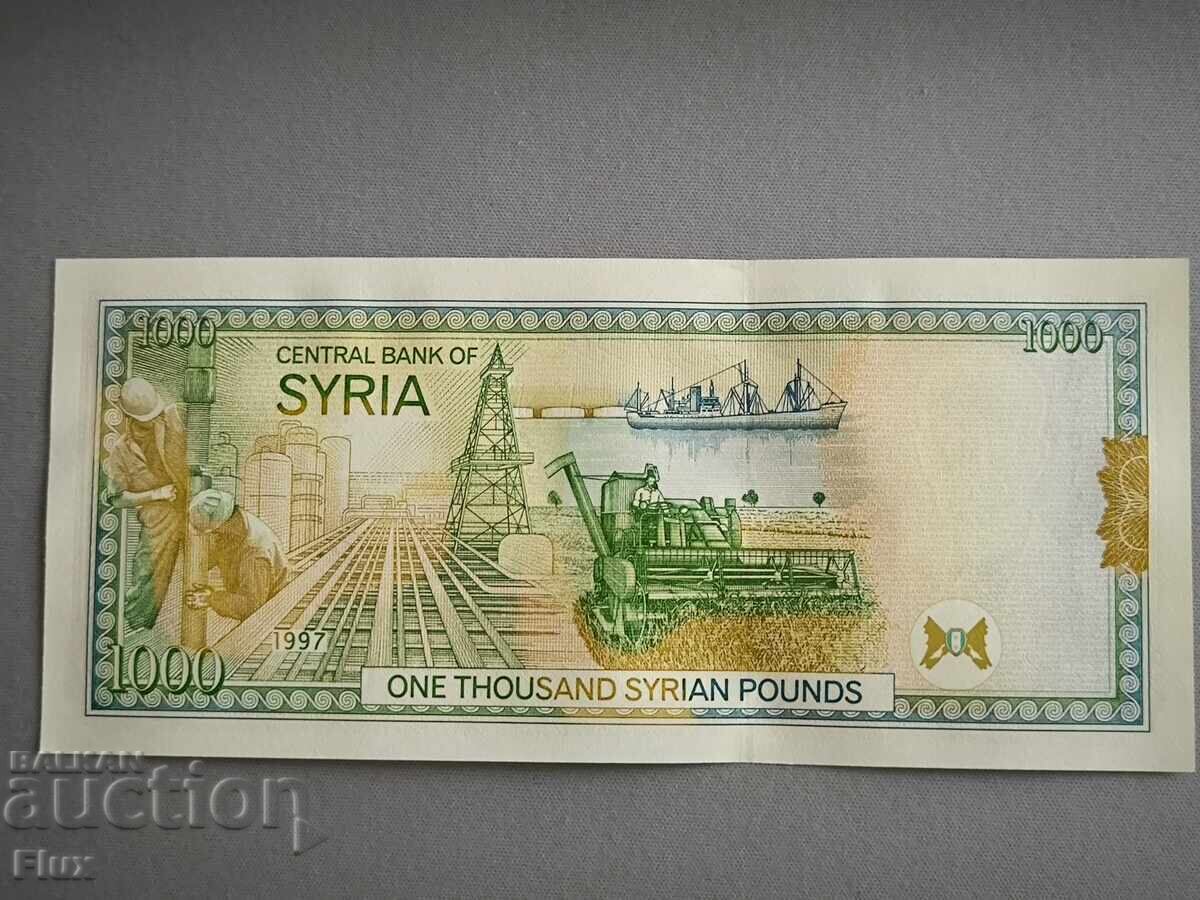 1000
1000
CENTRAL BANK OF
SYRIA
1997
1000
ONE THOUSAND SYRIAN POUNDS
BALKAN
auction
Flux